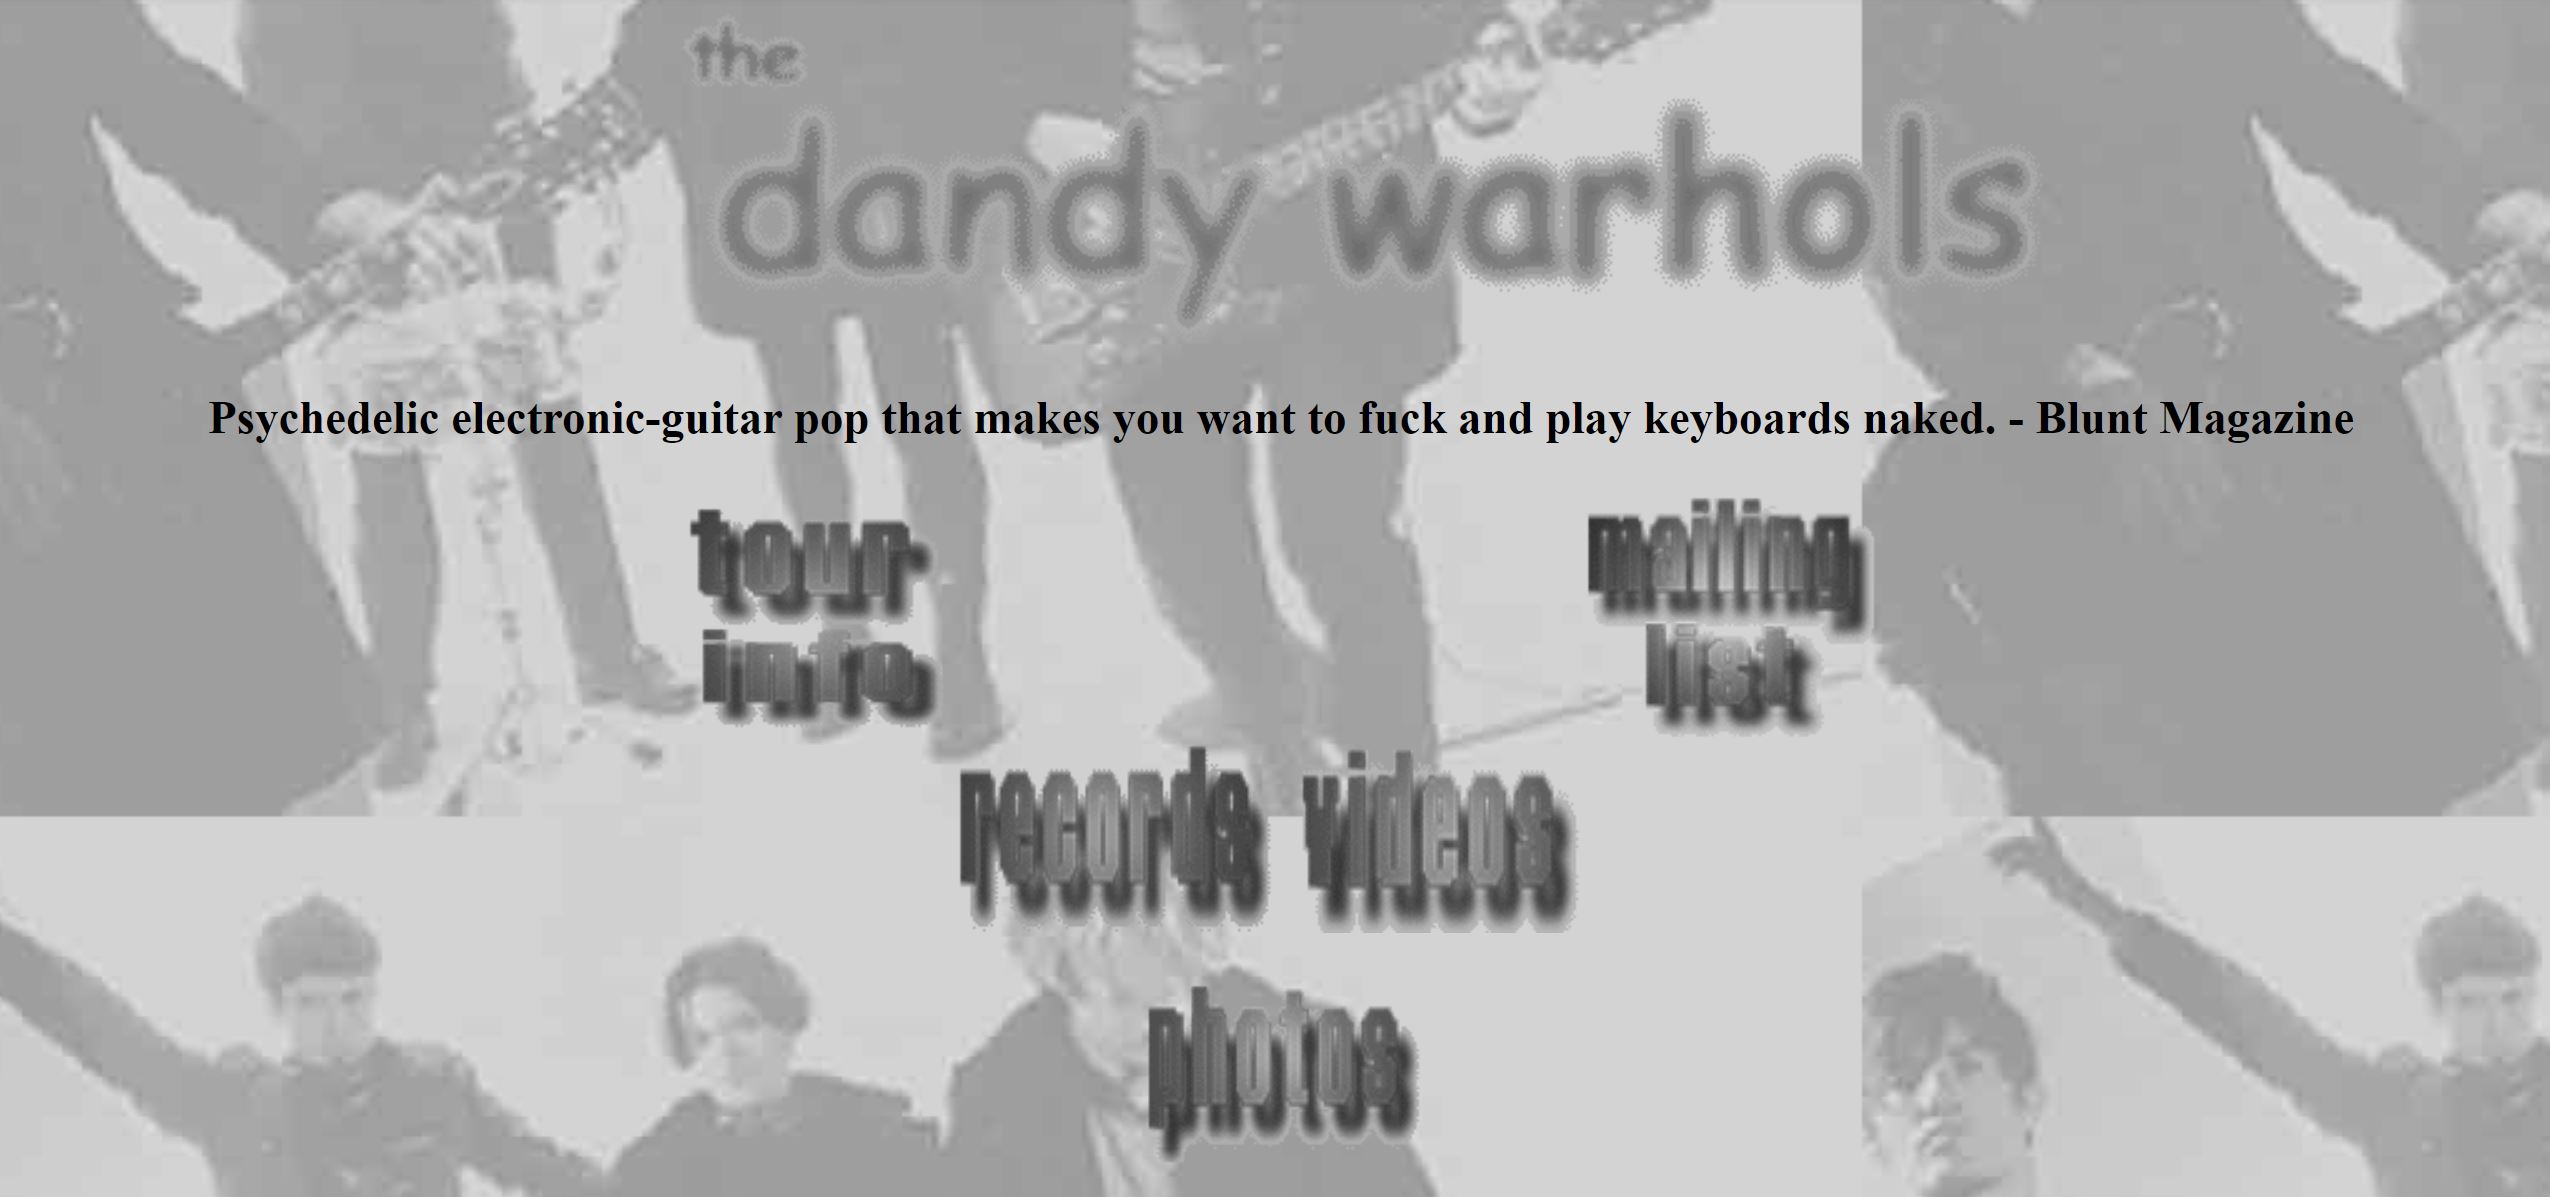 the
dandy warhols
Psychedelic electronic-guitar pop that makes you want to fuck and play keyboards naked. - Blunt Magazine
tour
info
mailing
list
records
videos
photos